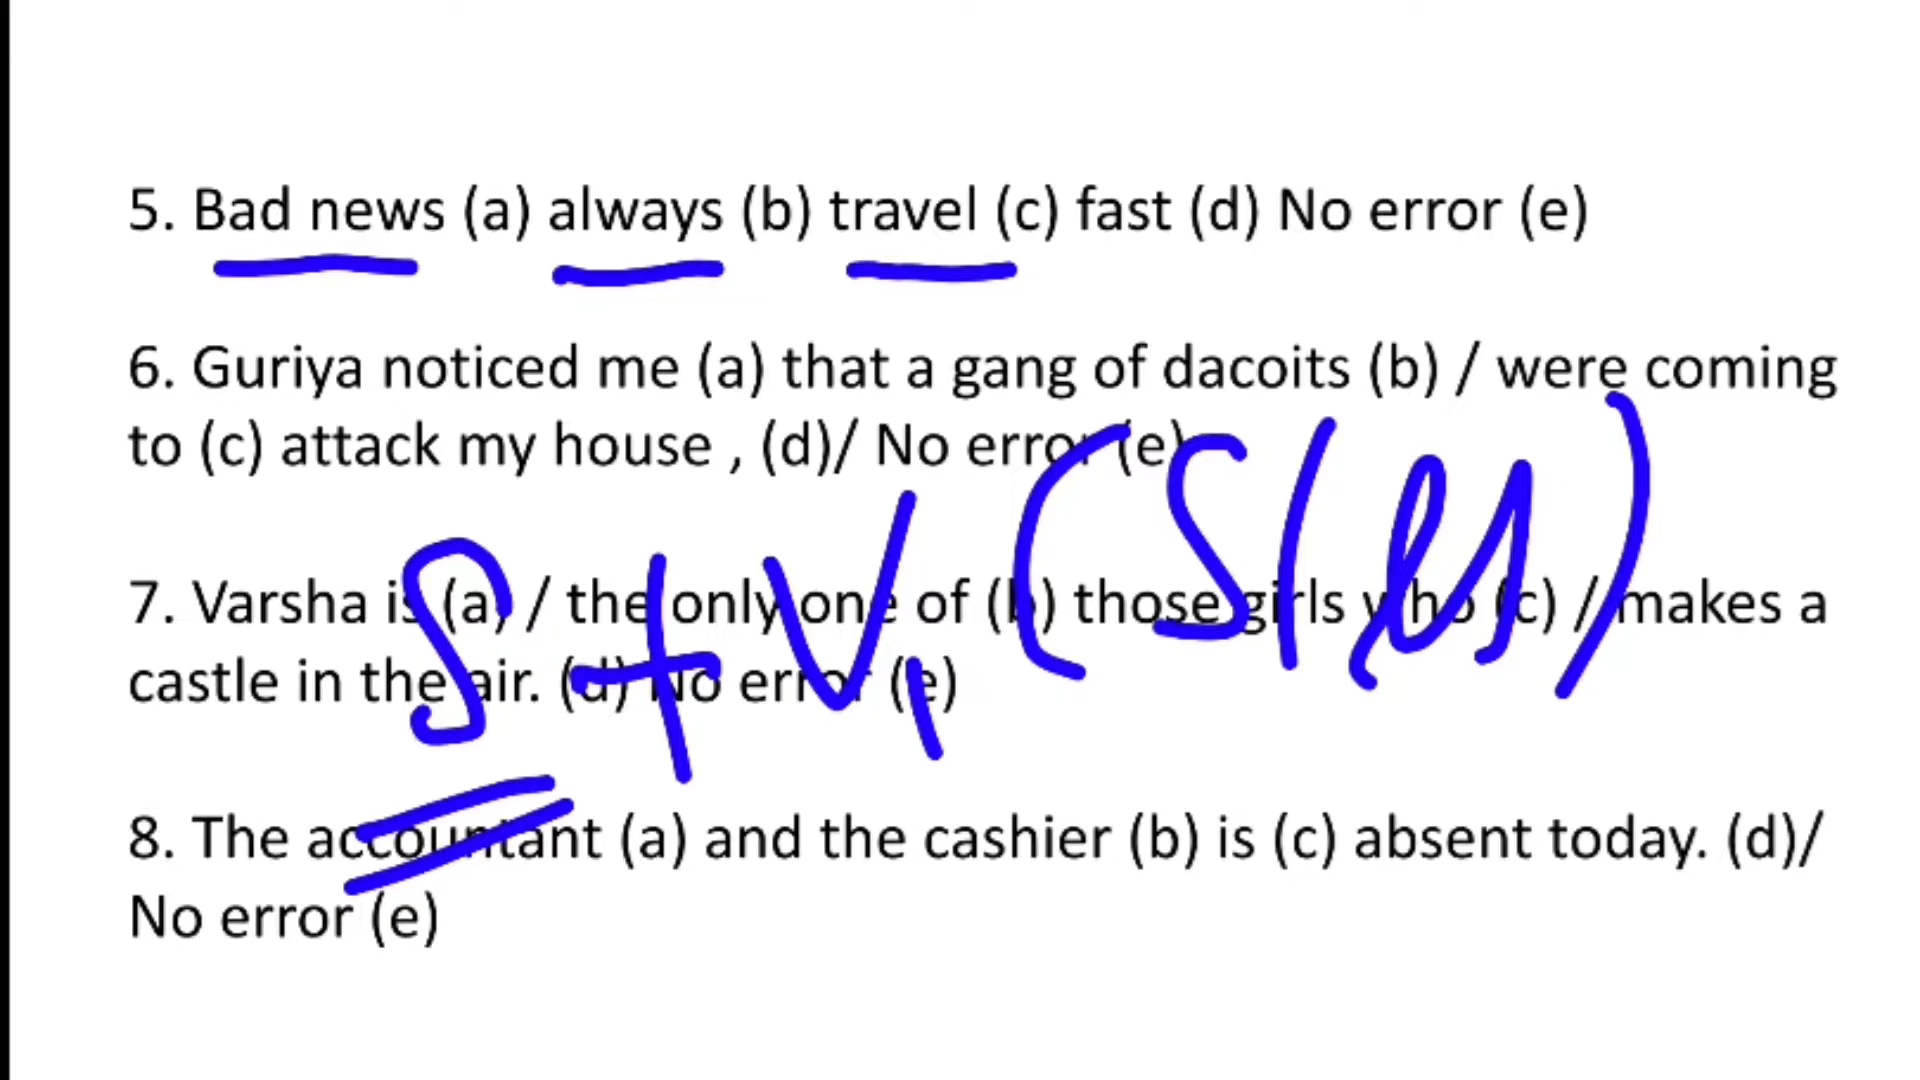 5. Bad news (a) always (b) travel (c) fast (d) No error (e)
6. Guriya noticed me (a) that a gang of dacoits (b) / were coming
to (c) attack my house , (d)/ No error (e)
7. Varsha is (a) / the only one of (b) those girls who (c) / makes a
castle in the air. (d) No error (e)
S + V1 (S/es)
8. The accountant (a) and the cashier (b) is (c) absent today. (d)/
No error (e)